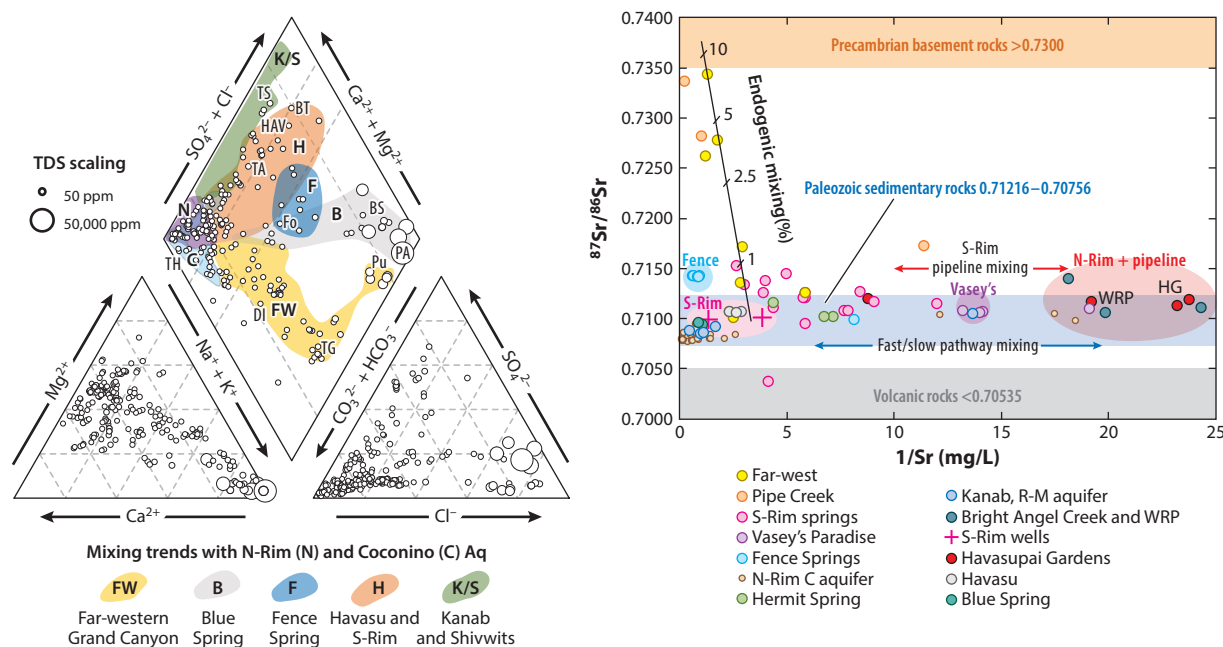 TDS scaling
50 ppm
50,000 ppm
SO₄²⁻ + Cl⁻
Ca²⁺ + Mg²⁺
K/S
TS
BT
HAV
H
TA
F
N
Fo
B
BS
PA
TH
C
Pu
DI
FW
TG
Mg²⁺
Na⁺ + K⁺
CO₃²⁻ + HCO₃⁻
SO₄²⁻
Ca²⁺
Cl⁻
Mixing trends with N-Rim (N) and Coconino (C) Aq
FW
B
F
H
K/S
Far-western
Grand Canyon
Blue
Spring
Fence
Spring
Havasu and
S-Rim
Kanab
and Shivwits
0.7400
0.7350
0.7300
0.7250
0.7200
0.7150
0.7100
0.7050
0.7000
⁸⁷Sr/⁸⁶Sr
Precambrian basement rocks >0.7300
10
5
2.5
1
Endogenic mixing(%)
Paleozoic sedimentary rocks 0.71216–0.70756
Fence
S-Rim
S-Rim
pipeline mixing
N-Rim + pipeline
Vasey's
WRP
HG
Fast/slow pathway mixing
Volcanic rocks <0.70535
0
5
10
15
20
25
1/Sr (mg/L)
Far-west
Pipe Creek
S-Rim springs
Vasey's Paradise
Fence Springs
N-Rim C aquifer
Hermit Spring
Kanab, R-M aquifer
Bright Angel Creek and WRP
S-Rim wells
Havasupai Gardens
Havasu
Blue Spring